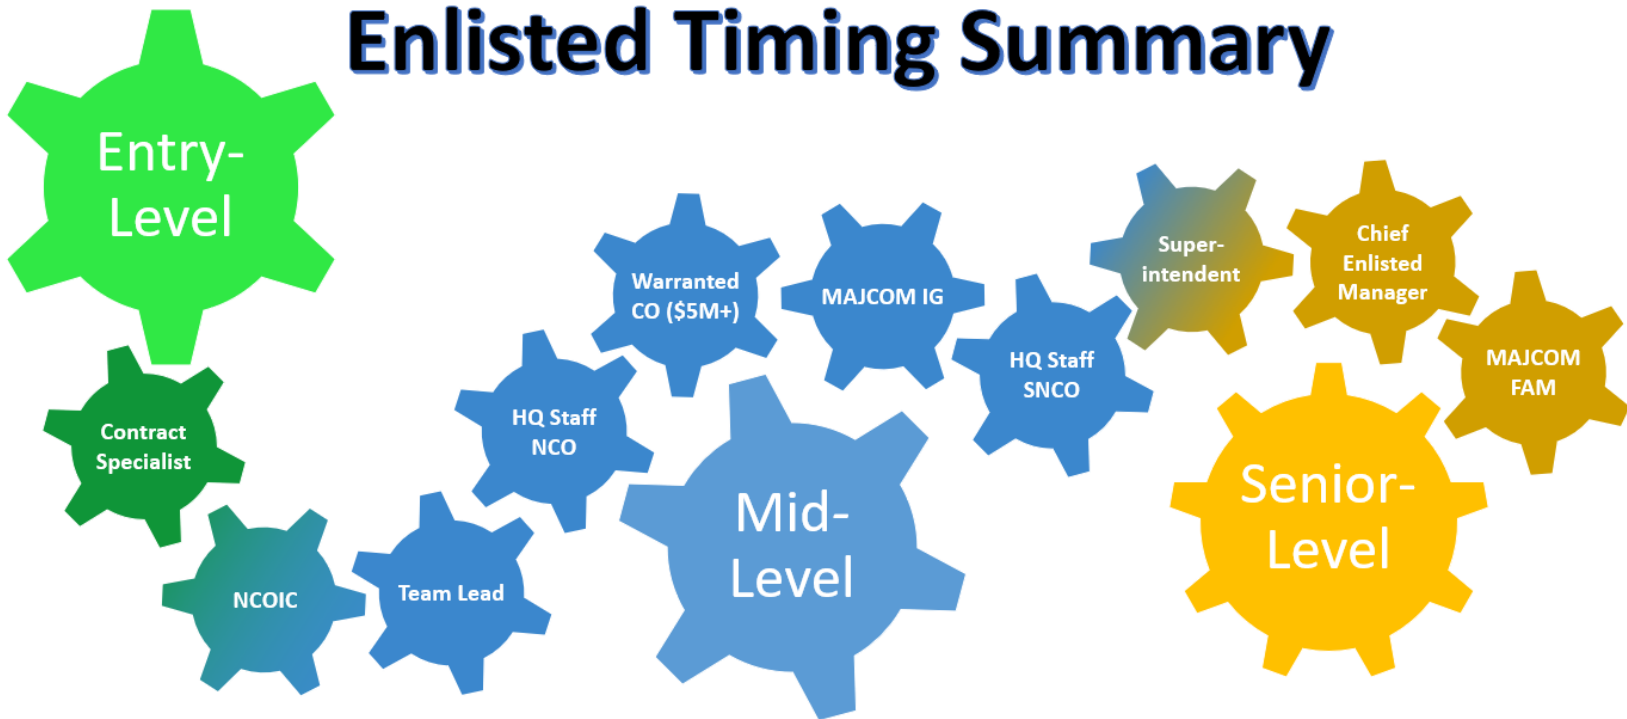 Enlisted Timing Summary
Entry-
Level
Contract
Specialist
NCOIC
Team Lead
HQ Staff
NCO
Warranted
CO ($5M+)
MAJCOM IG
HQ Staff
SNCO
Mid-
Level
Super-
intendent
Chief
Enlisted
Manager
MAJCOM
FAM
Senior-
Level